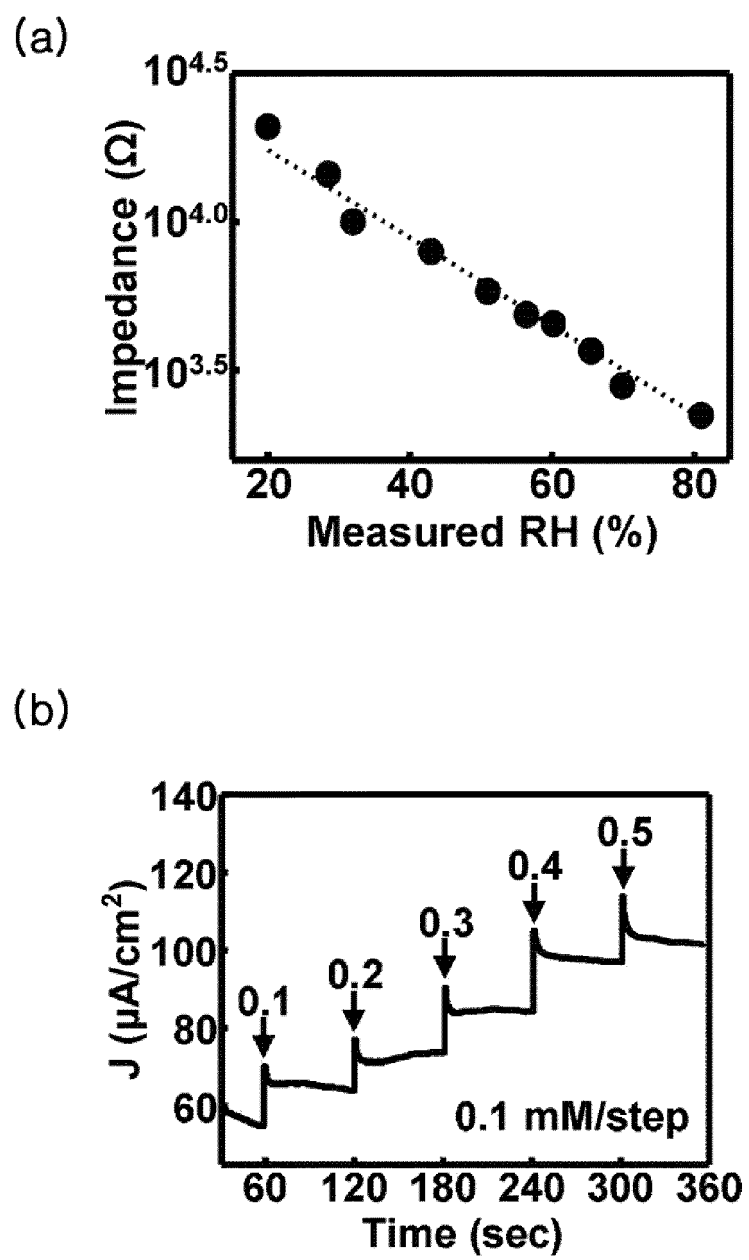 (a)
10^4.5
10^4.0
10^3.5
Impedance (Ω)
20 40 60 80
Measured RH (%)
(b)
140
120
100
80
60
J (μA/cm²)
0.1
0.2
0.3
0.4
0.5
0.1 mM/step
60 120 180 240 300 360
Time (sec)